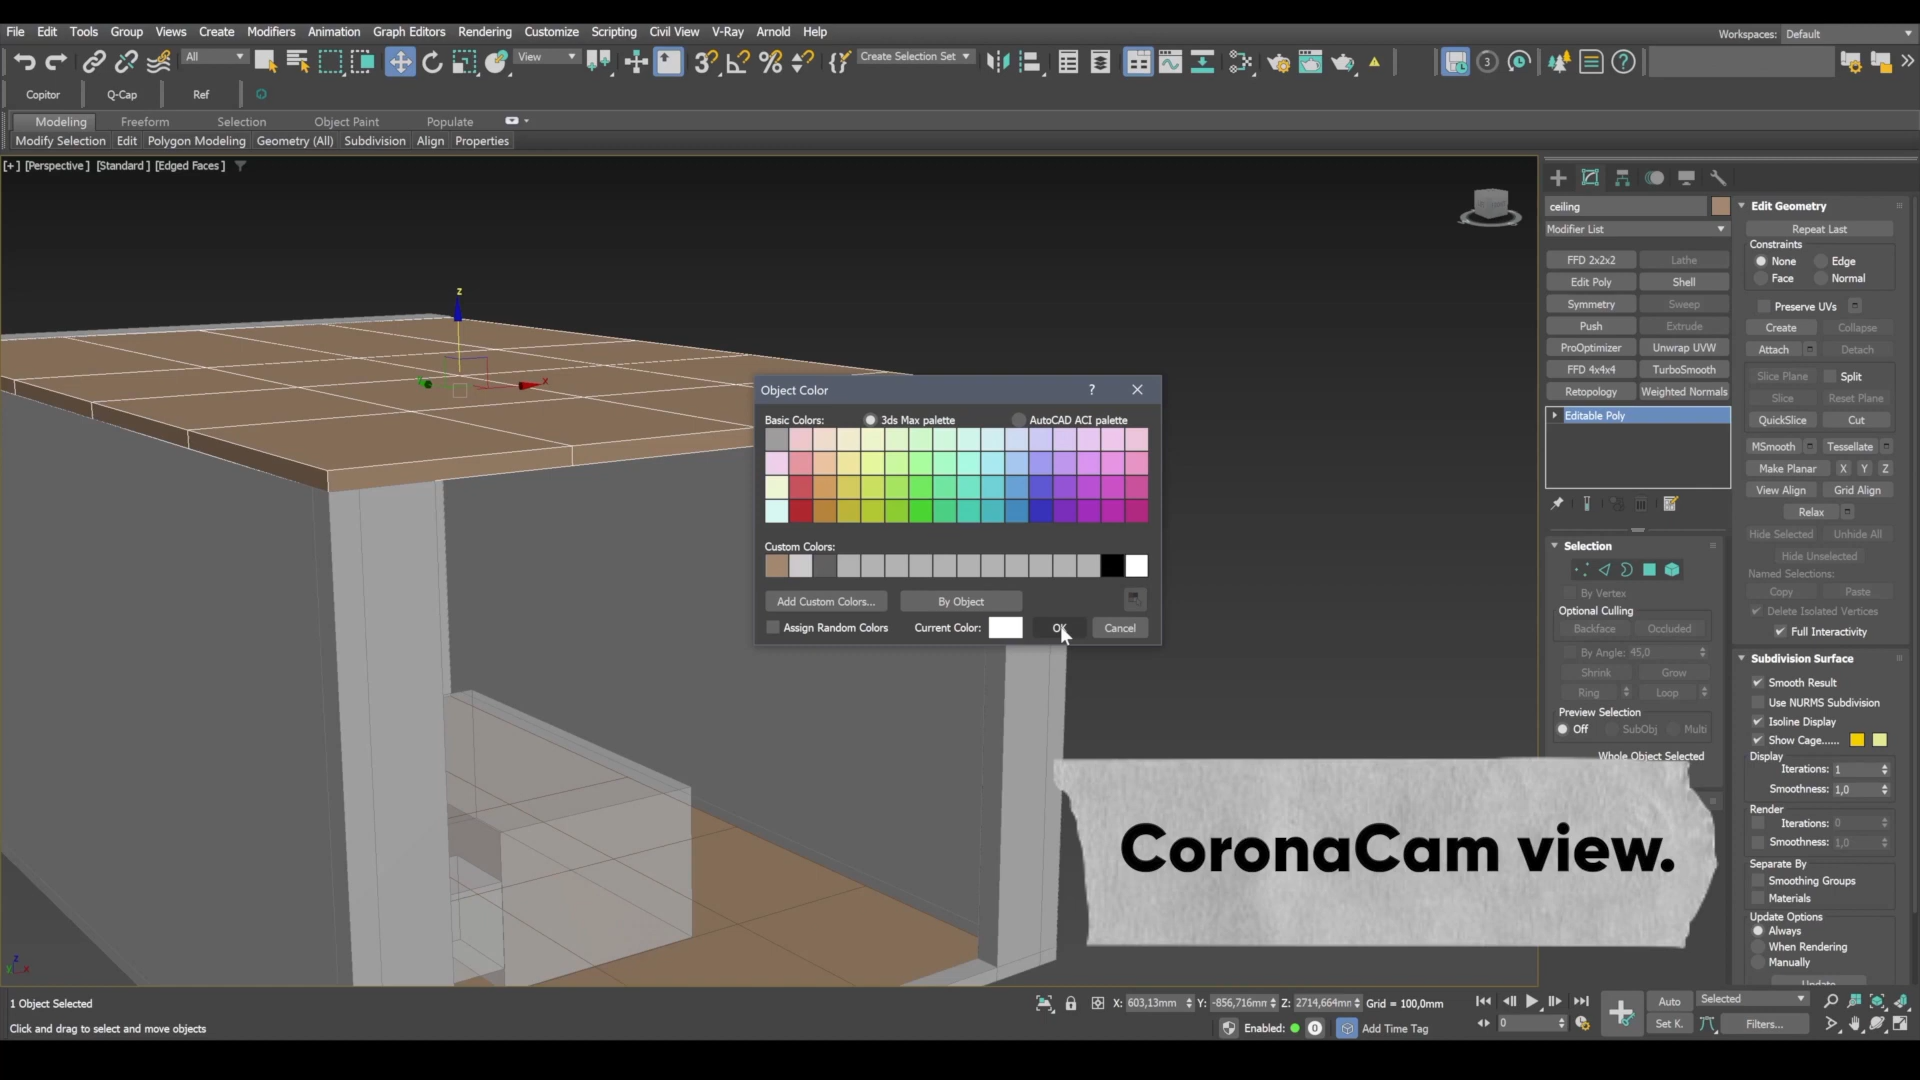 File Edit Tools Group Views Create Modifiers Animation Graph Editors Rendering Customize Civil View V-Ray Arnold Help
Workspaces: Default
All View Create Selection Set 3
Copitor Q-Cap Ref
Modeling Freeform Selection Object Paint Populate
Modify Selection Edit Polygon Modeling Geometry (All) Subdivision Align Properties
[+] [Perspective] [Standard] [Edged Faces]
z
x
Object Color ?
Basic Colors: 3ds Max palette AutoCAD ACI palette
Custom Colors:
Add Custom Colors... By Object
Assign Random Colors Current Color: OK Cancel
CoronaCam view.
ceiling
Modifier List
FFD 2x2x2 Lathe
Edit Poly Shell
Symmetry Sweep
Push Extrude
ProOptimizer Unwrap UVW
FFD 4x4x4 TurboSmooth
Retopology Weighted Normals
Editable Poly
Selection
By Vertex
Optional Culling
Backface Occluded
By Angle: 45,0
Shrink Grow
Ring Loop
Preview Selection
Off SubObj Multi
Whole Object Selected
Edit Geometry
Repeat Last
Constraints
None Edge
Face Normal
Preserve UVs
Create Collapse
Attach Detach
Slice Plane Split
Slice Reset Plane
QuickSlice Cut
MSmooth Tessellate
Make Planar X Y Z
View Align Grid Align
Relax
Hide Selected Unhide All
Hide Unselected
Named Selections:
Copy Paste
Delete Isolated Vertices
Full Interactivity
Subdivision Surface
Smooth Result
Use NURMS Subdivision
Isoline Display
Show Cage......
Display
Iterations: 1
Smoothness: 1,0
Render
Iterations: 0
Smoothness: 1,0
Separate By
Smoothing Groups
Materials
Update Options
Always
When Rendering
Manually
Update
z
y x
1 Object Selected
Click and drag to select and move objects
X: 603,13mm Y: -856,716mr Z: 2714,664mm Grid = 100,0mm
Enabled: 0 Add Time Tag
0
Auto Selected
Set K. Filters...